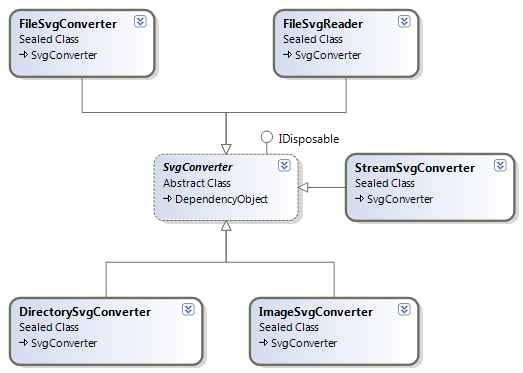 FileSvgConverter
Sealed Class
SvgConverter
FileSvgReader
Sealed Class
SvgConverter
IDisposable
SvgConverter
Abstract Class
DependencyObject
StreamSvgConverter
Sealed Class
SvgConverter
DirectorySvgConverter
Sealed Class
SvgConverter
ImageSvgConverter
Sealed Class
SvgConverter